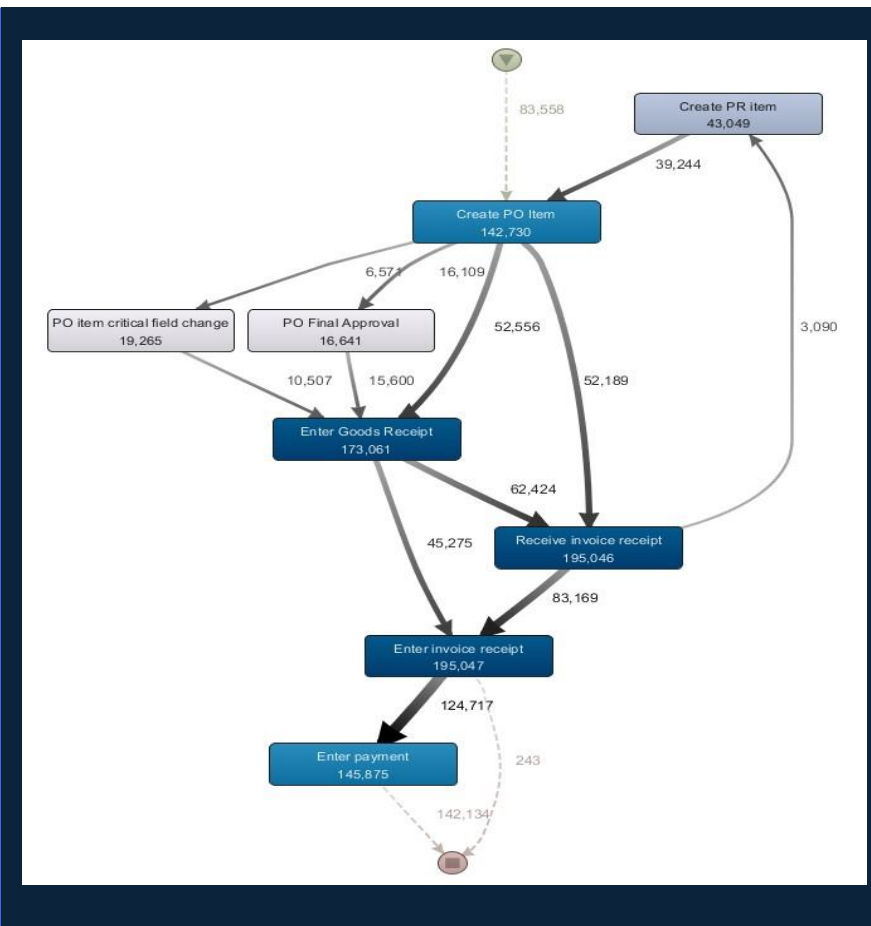 83,558
Create PR item
43,049
39,244
Create PO Item
142,730
6,571
16,109
PO item critical field change
19,265
PO Final Approval
16,641
52,556
3,090
10,507
15,600
52,189
Enter Goods Receipt
173,061
62,424
45,275
Receive invoice receipt
195,046
83,169
Enter invoice receipt
195,047
124,717
Enter payment
145,875
243
142,134